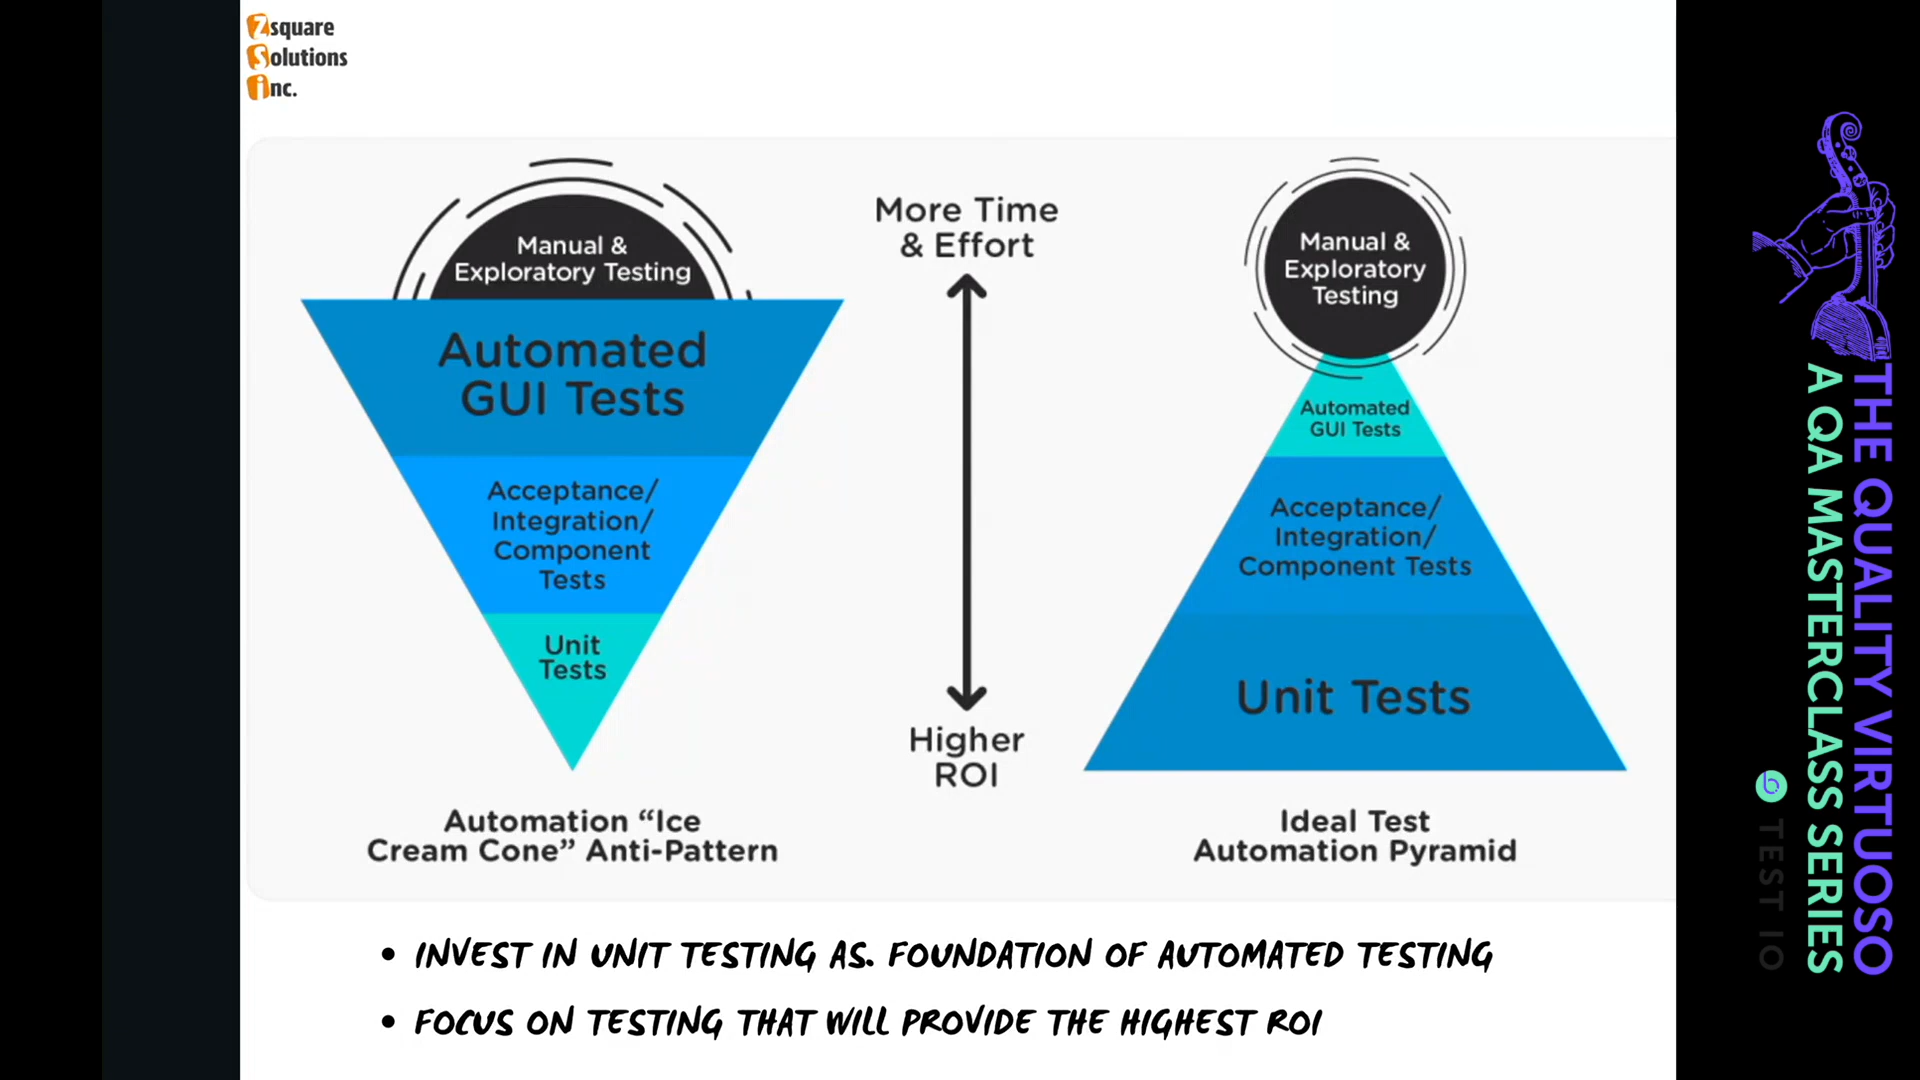 Zsquare
Solutions
inc.
Manual &
Exploratory Testing
Automated
GUI Tests
Acceptance/
Integration/
Component
Tests
Unit
Tests
Automation “Ice
Cream Cone” Anti-Pattern
More Time
& Effort
Higher
ROI
Manual &
Exploratory
Testing
Automated
GUI Tests
Acceptance/
Integration/
Component Tests
Unit Tests
Ideal Test
Automation Pyramid
• INVEST IN UNIT TESTING AS. FOUNDATION OF AUTOMATED TESTING
• FOCUS ON TESTING THAT WILL PROVIDE THE HIGHEST ROI
THE QUALITY VIRTUOSO
A QA MASTERCLASS SERIES
TEST IO